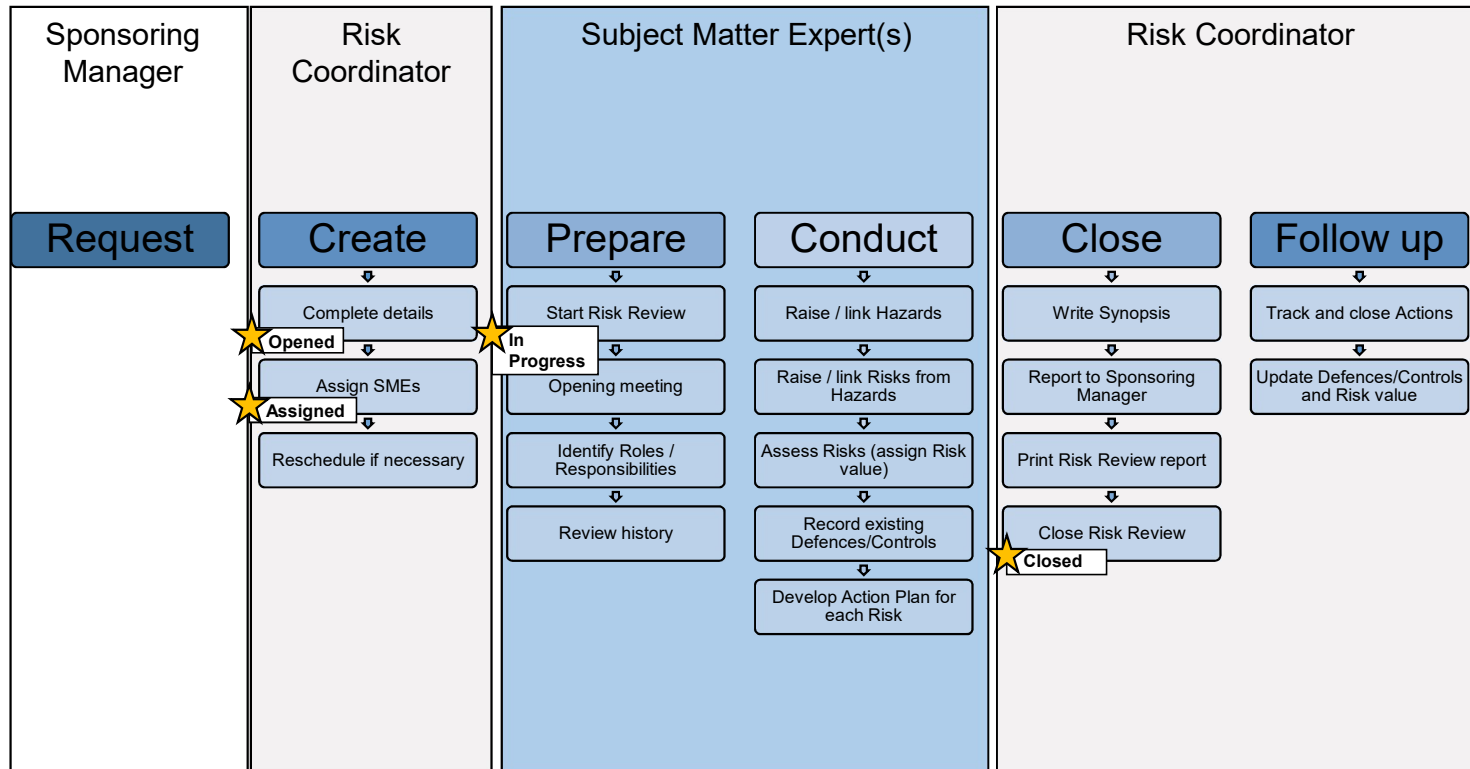 Sponsoring
Manager
Risk
Coordinator
Subject Matter Expert(s)
Risk Coordinator
Request
Create
Complete details
Opened
Assign SMEs
Assigned
Reschedule if necessary
Prepare
Start Risk Review
In
Progress
Opening meeting
Identify Roles /
Responsibilities
Review history
Conduct
Raise / link Hazards
Raise / link Risks from
Hazards
Assess Risks (assign Risk
value)
Record existing
Defences/Controls
Develop Action Plan for
each Risk
Close
Write Synopsis
Report to Sponsoring
Manager
Print Risk Review report
Close Risk Review
Closed
Follow up
Track and close Actions
Update Defences/Controls
and Risk value